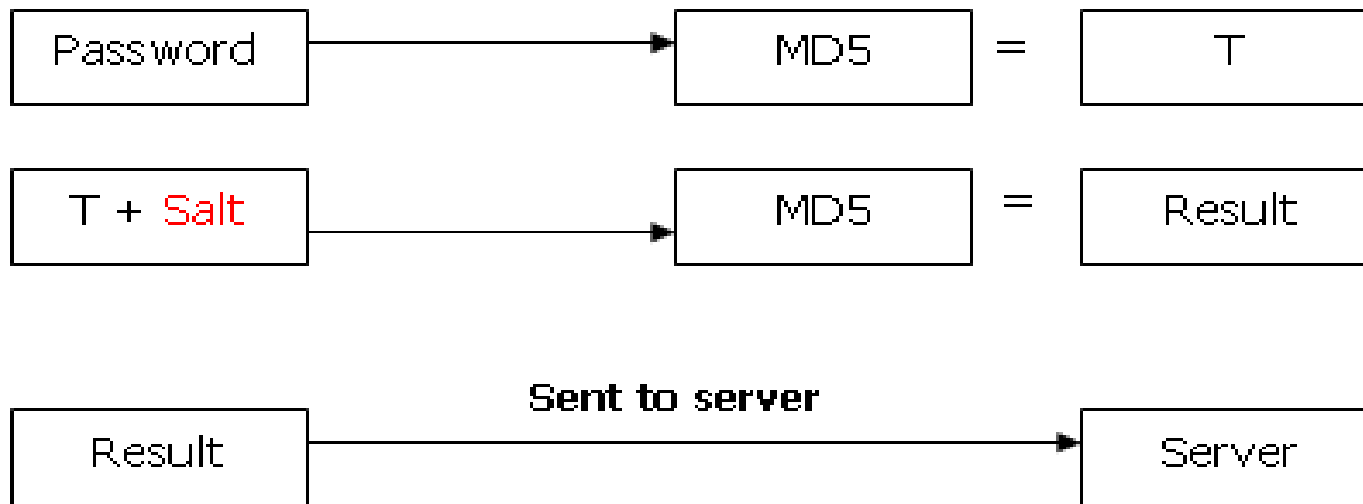 Password MD5 = T
T + Salt MD5 = Result
Sent to server
Result Server